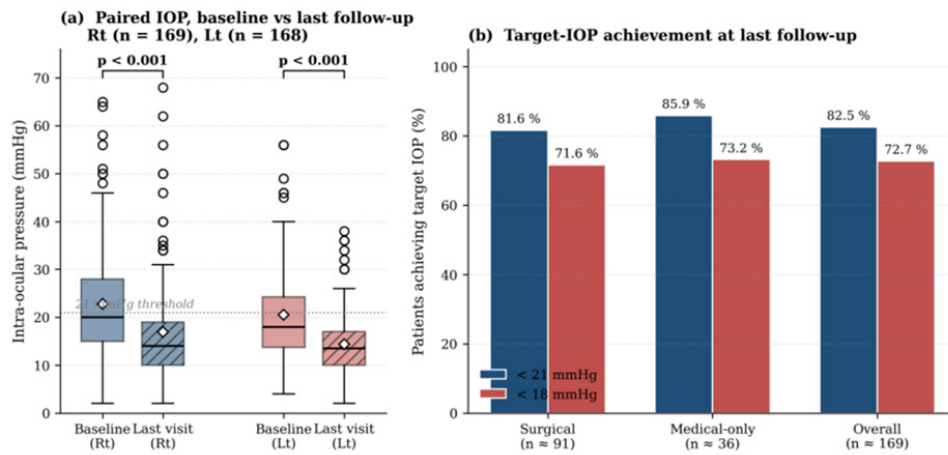 (a) Paired IOP, baseline vs last follow-up
Rt (n = 169), Lt (n = 168)
p < 0.001
p < 0.001
Intra-ocular pressure (mmHg)
70
60
50
40
30
20
10
0
21 mmHg threshold
Baseline (Rt)
Last visit (Rt)
Baseline (Lt)
Last visit (Lt)
(b) Target-IOP achievement at last follow-up
Patients achieving target IOP (%)
100
80
60
40
20
0
81.6 %
71.6 %
85.9 %
73.2 %
82.5 %
72.7 %
< 21 mmHg
< 18 mmHg
Surgical
(n ≈ 91)
Medical-only
(n ≈ 36)
Overall
(n ≈ 169)